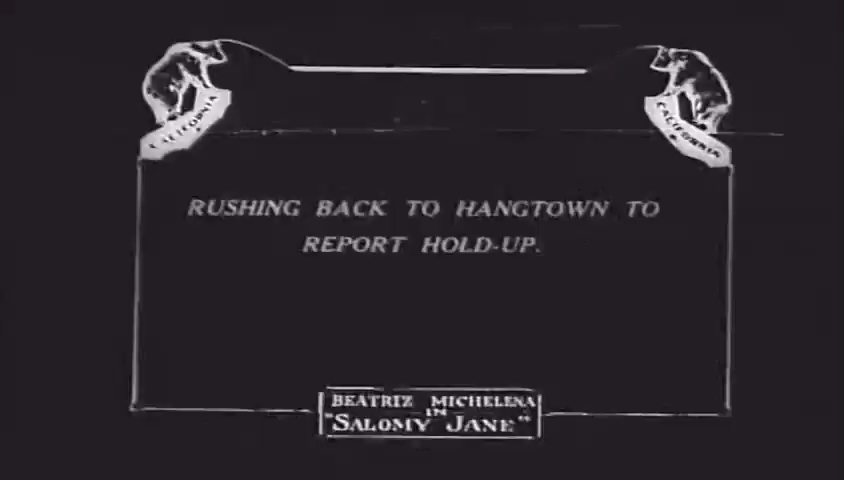 CALIFORNIA
CALIFORNIA
RUSHING BACK TO HANGTOWN TO
REPORT HOLD-UP.
BEATRIZ MICHELENA
IN
"SALOMY JANE"